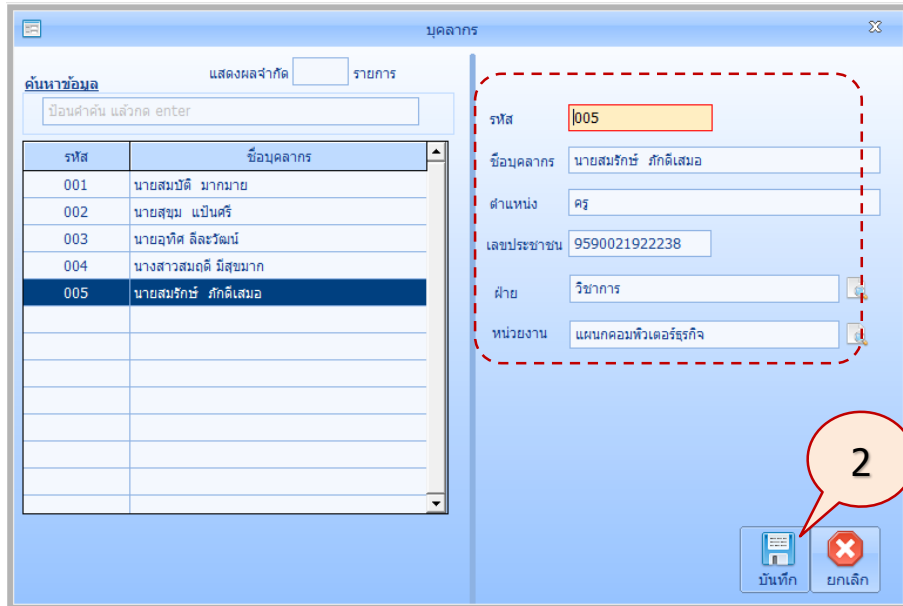 บุคลากร
แสดงผลจำกัด รายการ
ค้นหาข้อมูล
ป้อนคำค้น แล้วกด enter
รหัส ชื่อบุคลากร
001 นายสมบัติ มากมาย
002 นายสุขุม แป้นศรี
003 นายอุทิศ ลีละวัฒน์
004 นางสาวสมฤดี มีสุขมาก
005 นายสมรักษ์ ภักดีเสมอ
รหัส 005
ชื่อบุคลากร นายสมรักษ์ ภักดีเสมอ
ตำแหน่ง ครู
เลขประชาชน 9590021922238
ฝ่าย วิชาการ
หน่วยงาน แผนกคอมพิวเตอร์ธุรกิจ
2
บันทึก ยกเลิก